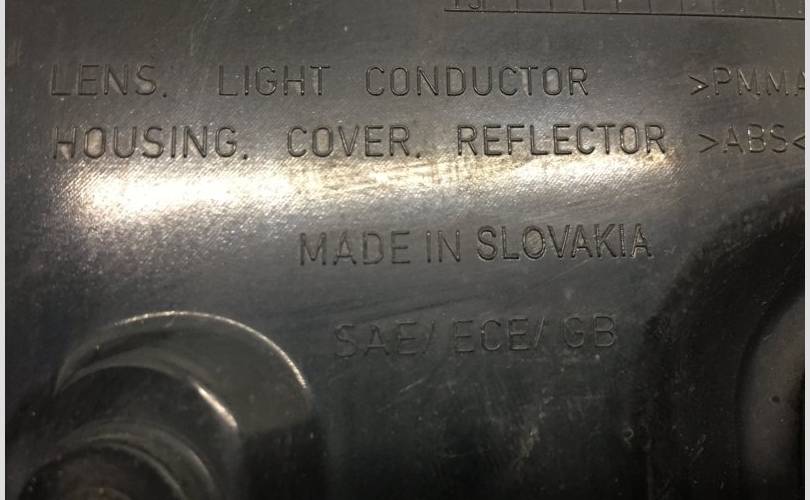 LENS, LIGHT CONDUCTOR >PMMA
HOUSING, COVER, REFLECTOR >ABS<
MADE IN SLOVAKIA
SAE/ ECE/ GB